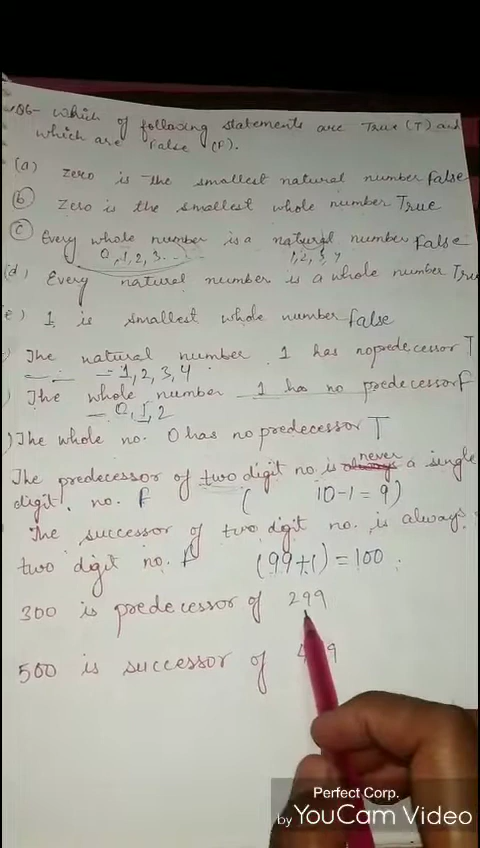 Q6- Which of following statements are True (T) and
which are False (F).
(a) zero is the smallest natural number False
(b) zero is the smallest whole number True
(c) Every whole number is a natural number False
0, 1, 2, 3- - - 1, 2, 3, 4
(d) Every natural number is a whole number Tru
e) 1 is smallest whole number False
) The natural number 1 has no predecessor T
- 1, 2, 3, 4
) The whole number 1 has no predecessor F
- 0, 1, 2
) The whole no. 0 has no predecessor T
never
The predecessor of two digit no. is always a single
digit no. F ( 10-1 = 9)
The successor of two digit no. is always
two digit no. F (99+1) = 100
300 is predecessor of 299
500 is successor of
Perfect Corp.
by YouCam Video